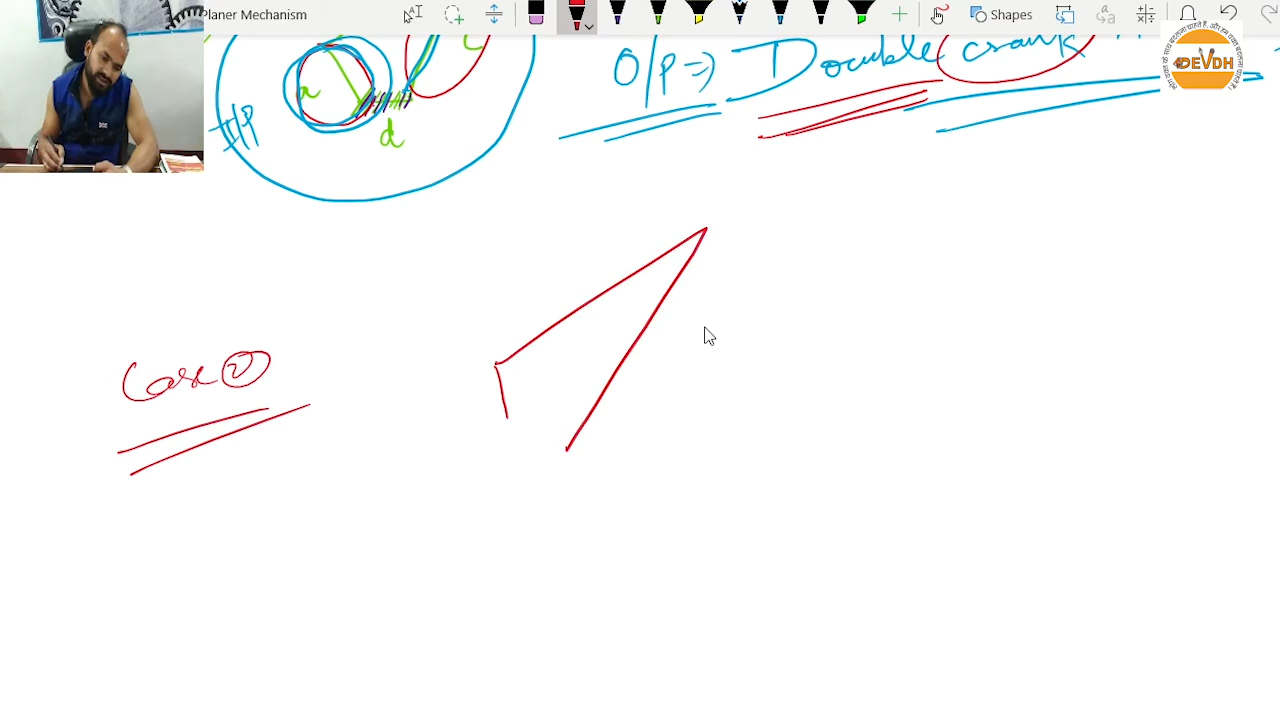 Planer Mechanism
Shapes
O/P ⇒ Double crank
a
d
I/P
C
DEVDH
Case ②